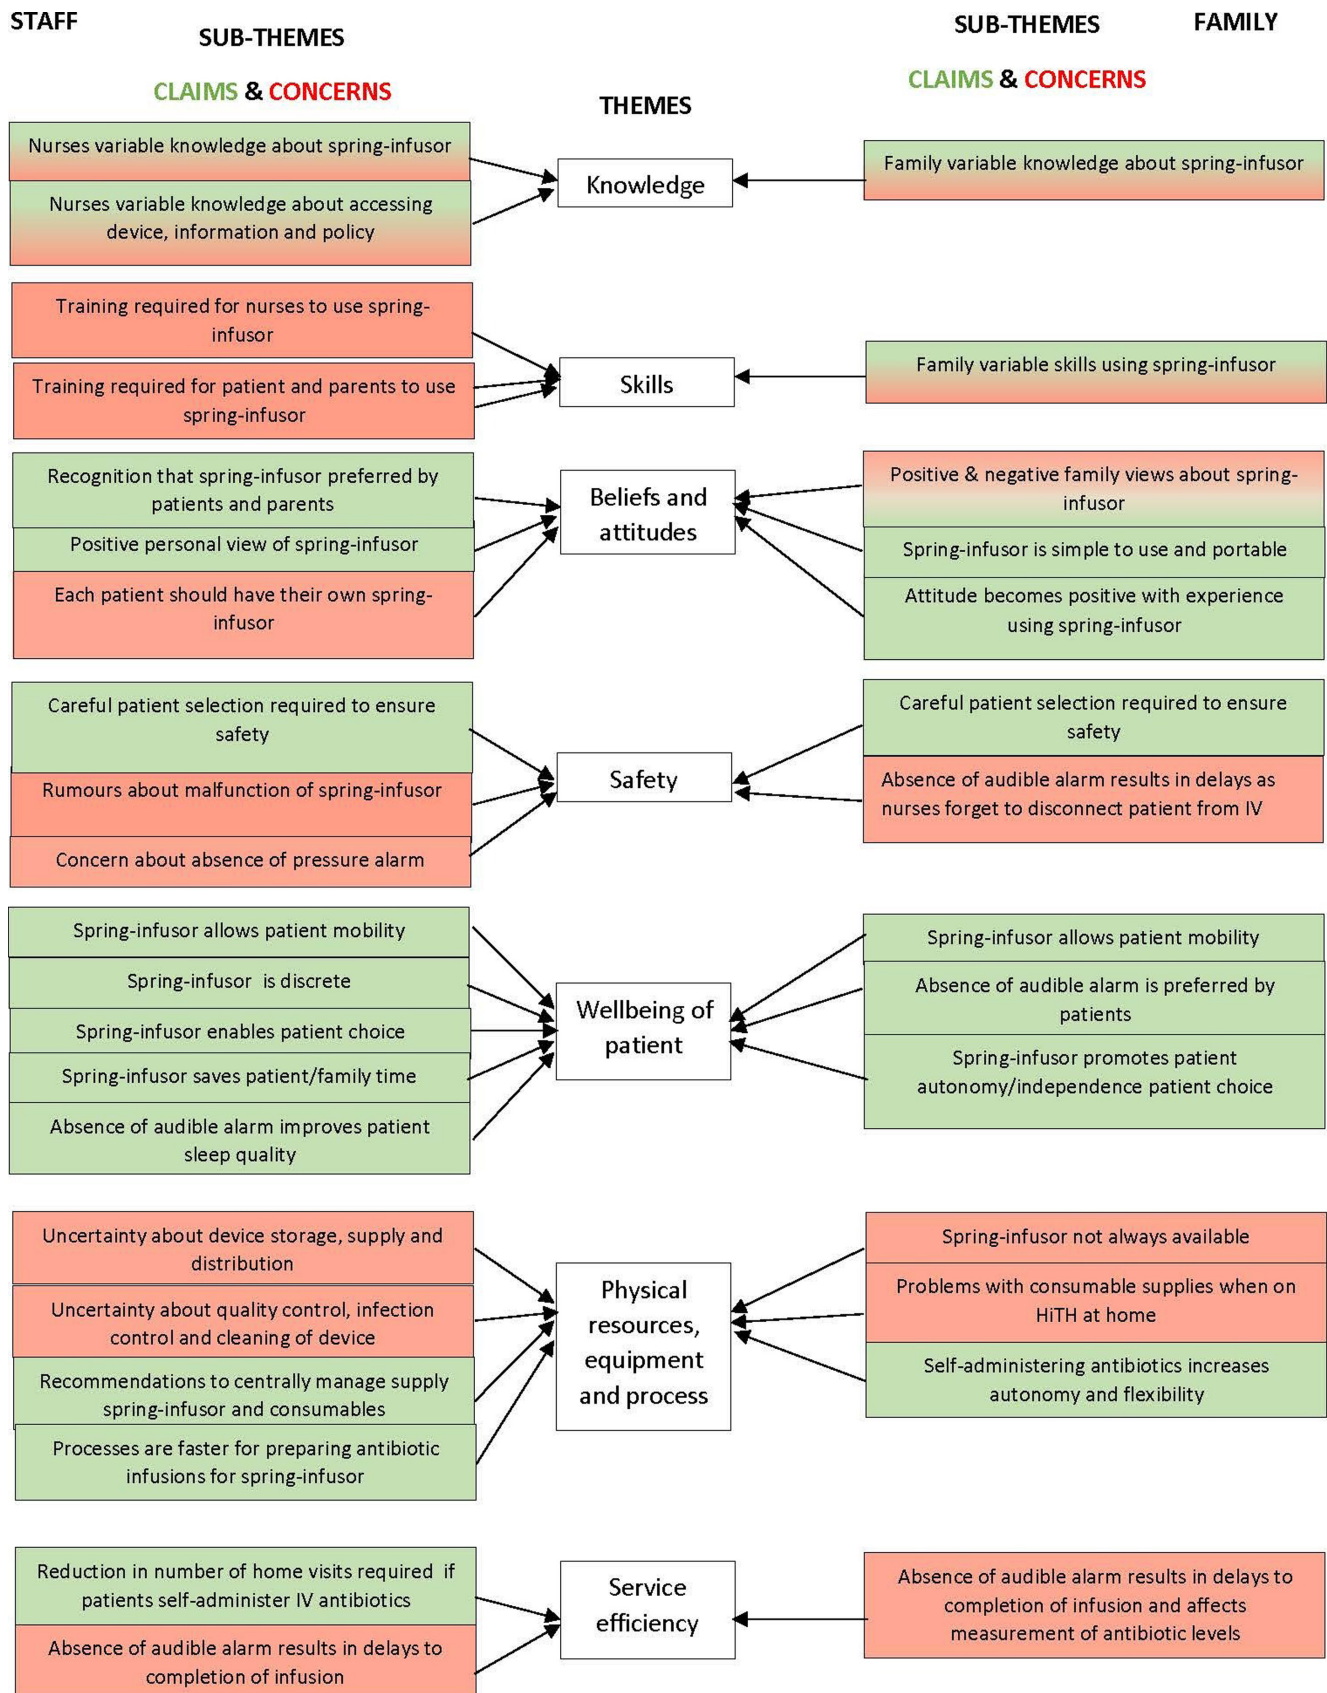 STAFF
SUB-THEMES
CLAIMS & CONCERNS
THEMES
SUB-THEMES
FAMILY
CLAIMS & CONCERNS
Nurses variable knowledge about spring-infusor
Nurses variable knowledge about accessing
device, information and policy
Knowledge
Family variable knowledge about spring-infusor
Training required for nurses to use spring-
infusor
Training required for patient and parents to use
spring-infusor
Skills
Family variable skills using spring-infusor
Recognition that spring-infusor preferred by
patients and parents
Positive personal view of spring-infusor
Each patient should have their own spring-
infusor
Beliefs and
attitudes
Positive & negative family views about spring-
infusor
Spring-infusor is simple to use and portable
Attitude becomes positive with experience
using spring-infusor
Careful patient selection required to ensure
safety
Rumours about malfunction of spring-infusor
Concern about absence of pressure alarm
Safety
Careful patient selection required to ensure
safety
Absence of audible alarm results in delays as
nurses forget to disconnect patient from IV
Spring-infusor allows patient mobility
Spring-infusor is discrete
Spring-infusor enables patient choice
Spring-infusor saves patient/family time
Absence of audible alarm improves patient
sleep quality
Wellbeing of
patient
Spring-infusor allows patient mobility
Absence of audible alarm is preferred by
patients
Spring-infusor promotes patient
autonomy/independence patient choice
Uncertainty about device storage, supply and
distribution
Uncertainty about quality control, infection
control and cleaning of device
Recommendations to centrally manage supply
spring-infusor and consumables
Processes are faster for preparing antibiotic
infusions for spring-infusor
Physical
resources,
equipment
and process
Spring-infusor not always available
Problems with consumable supplies when on
HiTH at home
Self-administering antibiotics increases
autonomy and flexibility
Reduction in number of home visits required if
patients self-administer IV antibiotics
Absence of audible alarm results in delays to
completion of infusion
Service
efficiency
Absence of audible alarm results in delays to
completion of infusion and affects
measurement of antibiotic levels